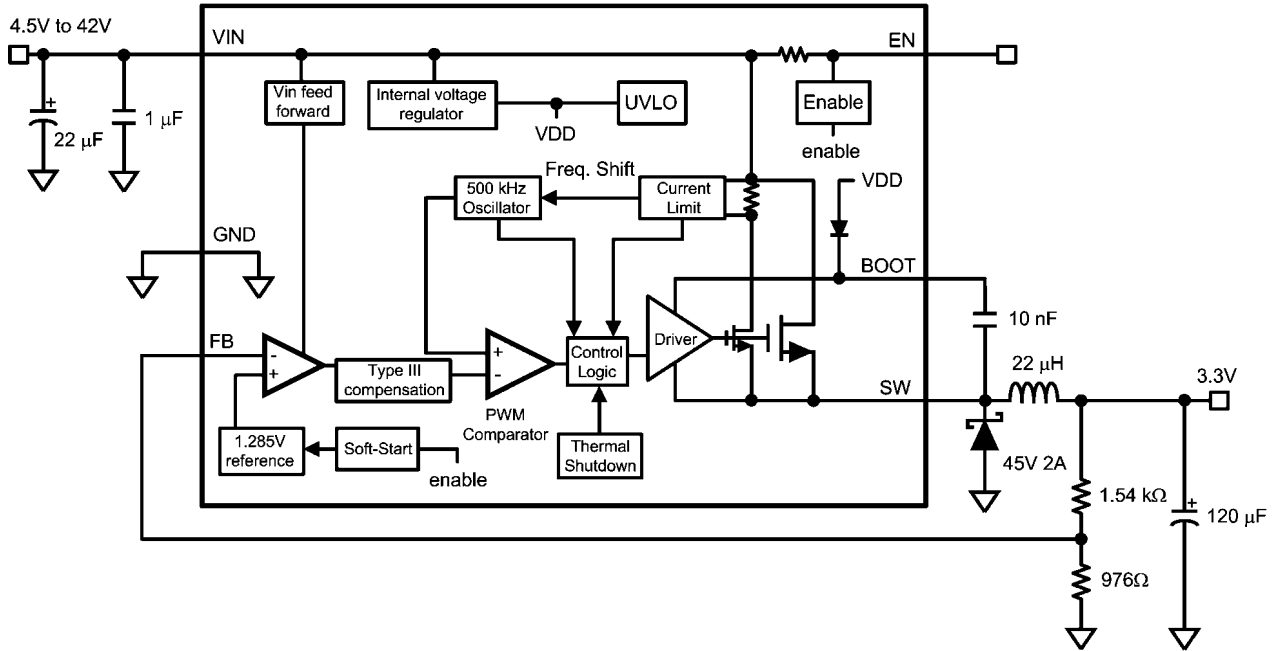 4.5V to 42V
VIN
EN
Vin feed
forward
Internal voltage
regulator
UVLO
Enable
+
22 µF
1 µF
VDD
enable
Freq. Shift
500 kHz
Oscillator
Current
Limit
VDD
GND
BOOT
10 nF
FB
-
+
Type III
compensation
+
-
PWM
Comparator
Control
Logic
Driver
SW
22 µH
3.3V
1.285V
reference
Soft-Start
enable
Thermal
Shutdown
45V 2A
1.54 kΩ
+
120 µF
976Ω